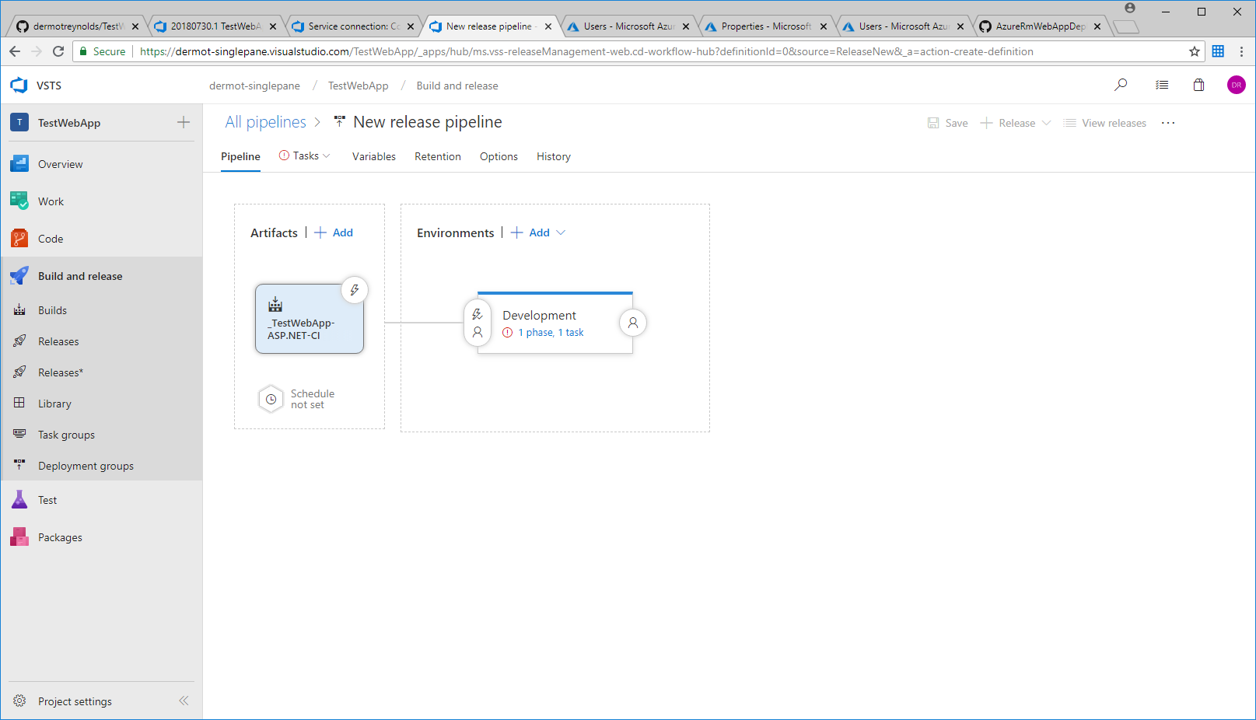 dermotreynolds/TestW
20180730.1 TestWebA
Service connection: Co
New release pipeline -
Users - Microsoft Azur
Properties - Microsoft
Users - Microsoft Azur
AzureRmWebAppDep
Secure
https://dermot-singlepane.visualstudio.com/TestWebApp/_apps/hub/ms.vss-releaseManagement-web.cd-workflow-hub?definitionId=0&source=ReleaseNew&_a=action-create-definition
VSTS
dermot-singlepane / TestWebApp / Build and release
DR
T
TestWebApp
All pipelines > New release pipeline
Save
Release
View releases
Pipeline
Tasks
Variables
Retention
Options
History
Overview
Work
Code
Build and release
Builds
Releases
Releases*
Library
Task groups
Deployment groups
Test
Packages
Project settings
Artifacts | + Add
_TestWebApp-
ASP.NET-CI
Schedule
not set
Environments | + Add
Development
1 phase, 1 task